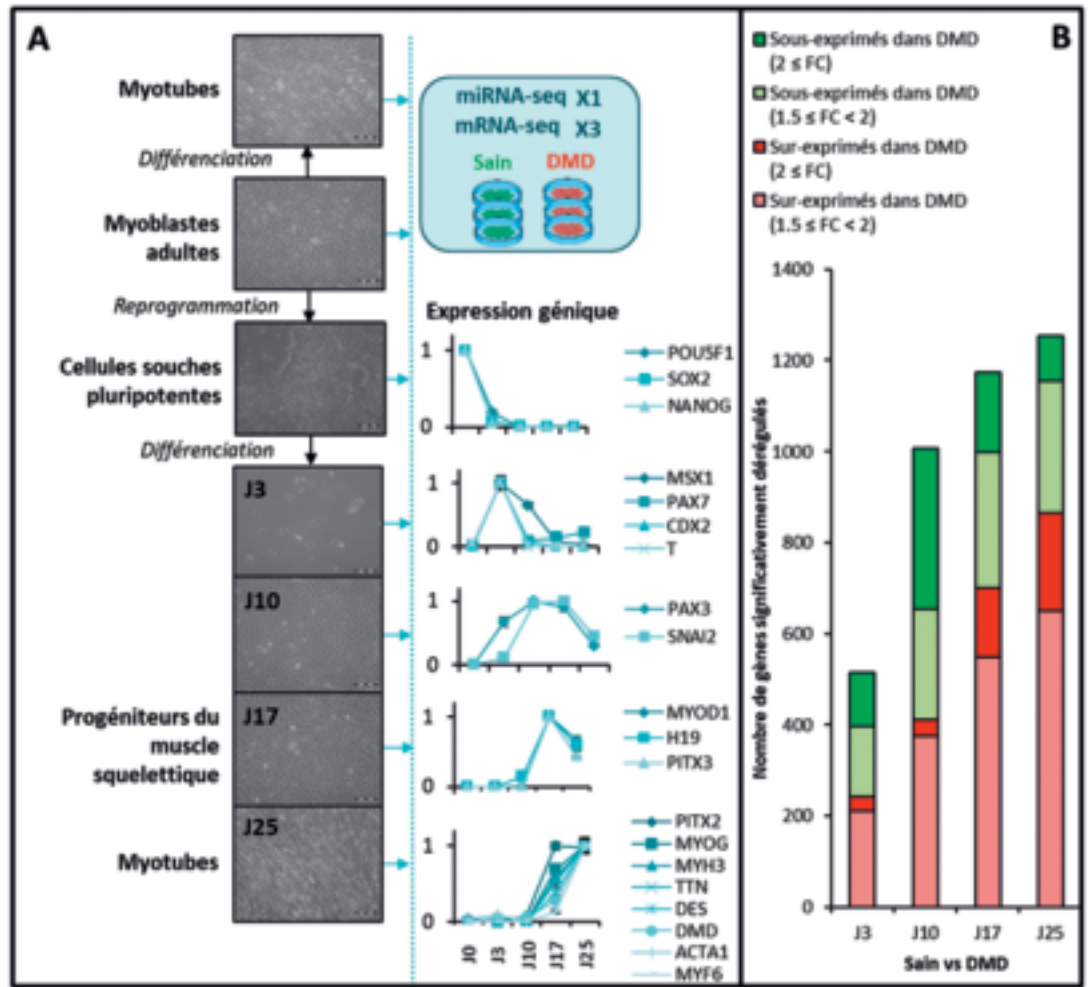 A
Myotubes
Différenciation
Myoblastes
adultes
Reprogrammation
Cellules souches
pluripotentes
Différenciation
J3
J10
Progéniteurs du
muscle
squelettique
J17
Myotubes
J25
miRNA-seq X1
mRNA-seq X3
Sain DMD
Expression génique
1
0
POU5F1
SOX2
NANOG
1
0
MSX1
PAX7
CDX2
T
1
0
PAX3
SNAI2
1
0
MYOD1
H19
PITX3
1
0
PITX2
MYOG
MYH3
TTN
DES
DMD
ACTA1
MYF6
J0 J3 J10 J17 J25
B
Sous-exprimés dans DMD
(2 ≤ FC)
Sous-exprimés dans DMD
(1.5 ≤ FC < 2)
Sur-exprimés dans DMD
(2 ≤ FC)
Sur-exprimés dans DMD
(1.5 ≤ FC < 2)
Nombre de gènes significativement dérégulés
1400
1200
1000
800
600
400
200
0
J3 J10 J17 J25
Sain vs DMD